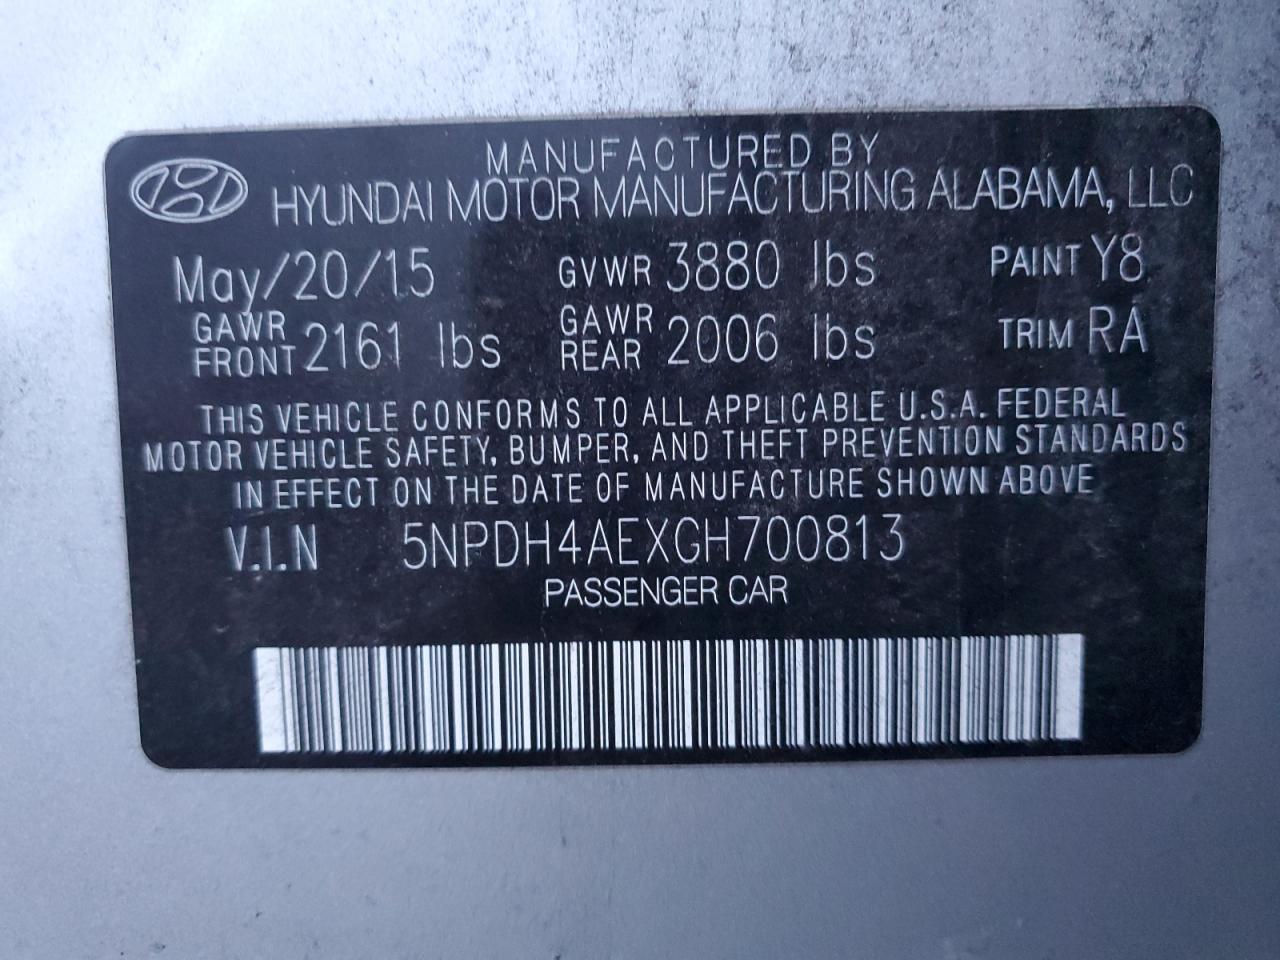 MANUFACTURED BY
HYUNDAI MOTOR MANUFACTURING ALABAMA, LLC
May/20/15 GVWR 3880 lbs PAINT Y8
GAWR FRONT 2161 lbs GAWR REAR 2006 lbs TRIM RA
THIS VEHICLE CONFORMS TO ALL APPLICABLE U.S.A. FEDERAL
MOTOR VEHICLE SAFETY, BUMPER, AND THEFT PREVENTION STANDARDS
IN EFFECT ON THE DATE OF MANUFACTURE SHOWN ABOVE
V.I.N 5NPDH4AEXGH700813
PASSENGER CAR